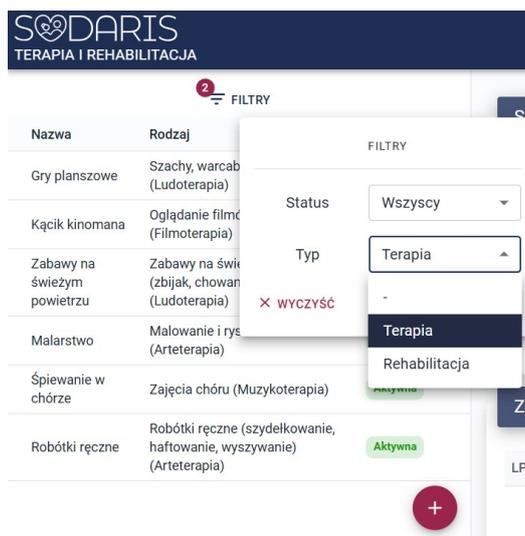 SODARIS
TERAPIA I REHABILITACJA
2
FILTRY
Nazwa
Rodzaj
Gry planszowe
Szachy, warcab
(Ludoterapia)
Kącik kinomana
Oglądanie filmó
(Filmoterapia)
Zabawy na
świeżym
powietrzu
Zabawy na świe
(zbijak, chowan
(Ludoterapia)
Malarstwo
Malowanie i rys
(Arteterapia)
Śpiewanie w
chórze
Zajęcia chóru (Muzykoterapia)
Aktywna
Robótki ręczne
Robótki ręczne (szydełkowanie,
haftowanie, wyszywanie)
(Arteterapia)
Aktywna
FILTRY
Status
Wszyscy
Typ
Terapia
-
Terapia
Rehabilitacja
WYCZYŚĆ
Z
LP